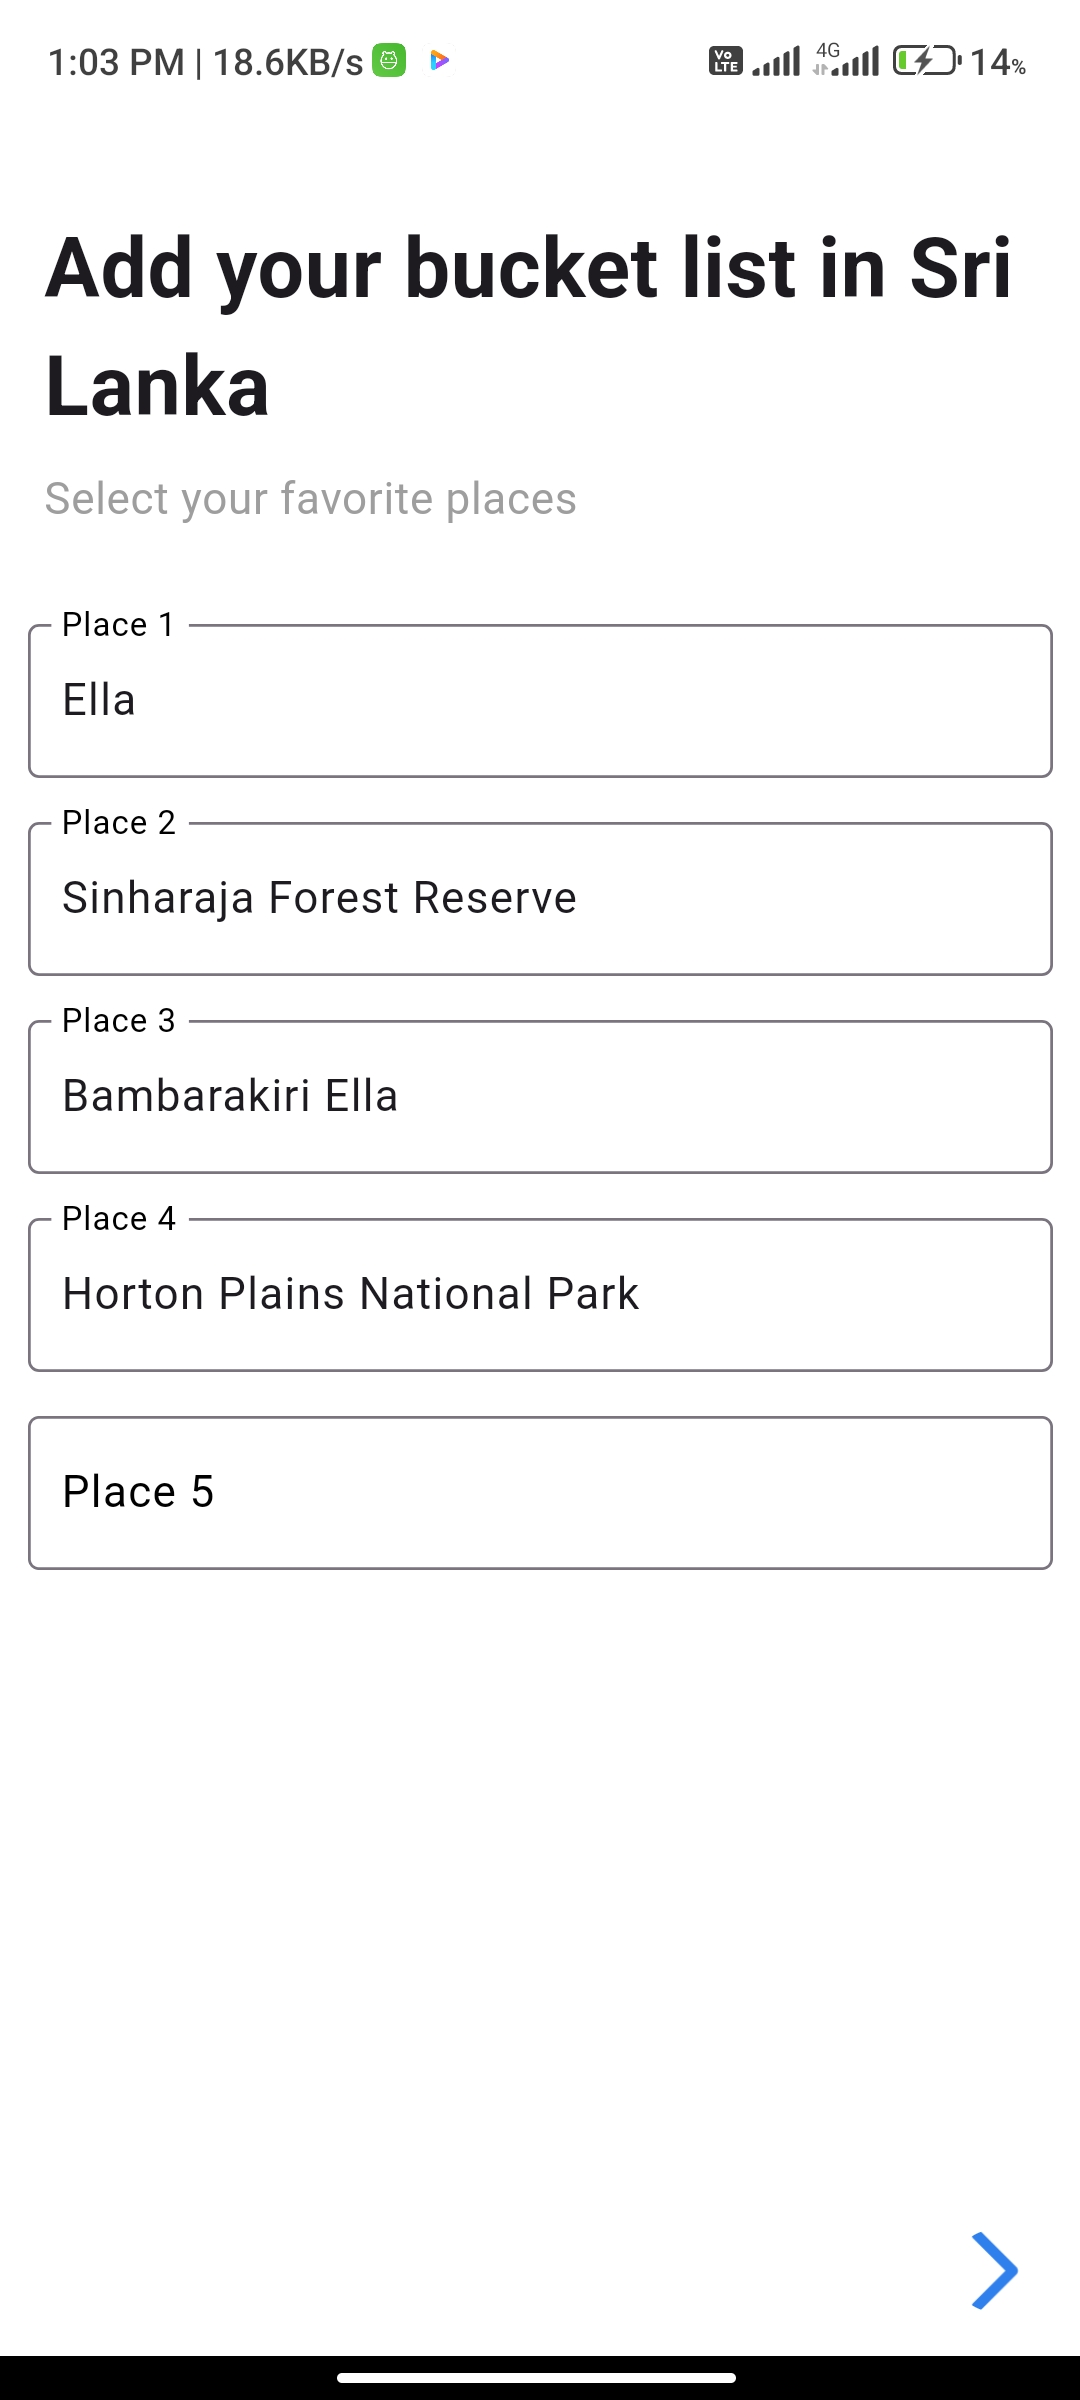 1:03 PM | 18.6KB/s Vo LTE 4G 14%
Add your bucket list in Sri
Lanka
Select your favorite places
Place 1
Ella
Place 2
Sinharaja Forest Reserve
Place 3
Bambarakiri Ella
Place 4
Horton Plains National Park
Place 5